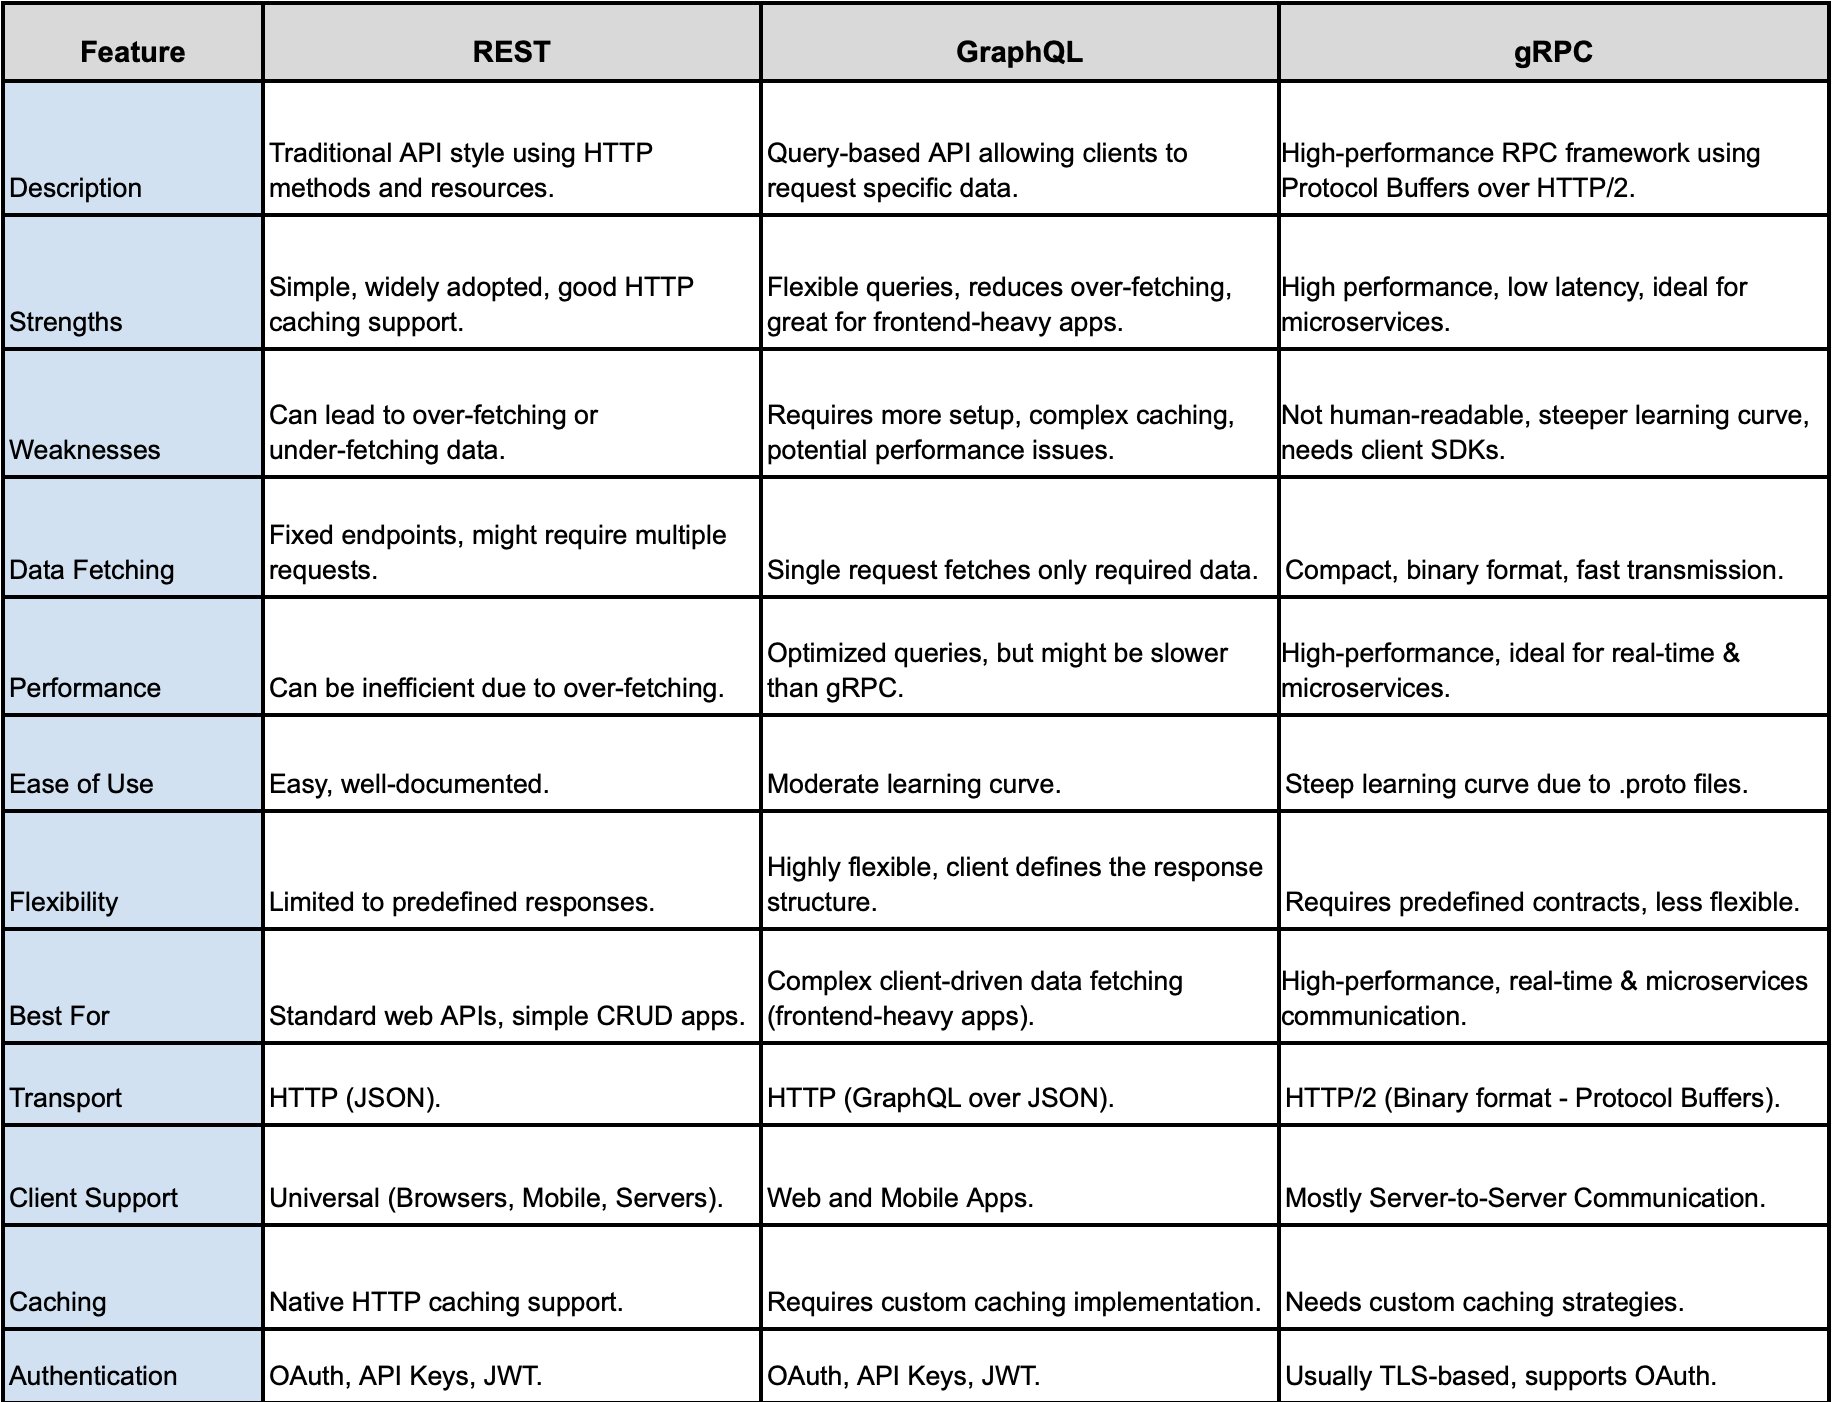 Feature REST GraphQL gRPC
Description
Traditional API style using HTTP
methods and resources.
Query-based API allowing clients to
request specific data.
High-performance RPC framework using
Protocol Buffers over HTTP/2.
Strengths
Simple, widely adopted, good HTTP
caching support.
Flexible queries, reduces over-fetching,
great for frontend-heavy apps.
High performance, low latency, ideal for
microservices.
Weaknesses
Can lead to over-fetching or
under-fetching data.
Requires more setup, complex caching,
potential performance issues.
Not human-readable, steeper learning curve,
needs client SDKs.
Data Fetching
Fixed endpoints, might require multiple
requests.
Single request fetches only required data.
Compact, binary format, fast transmission.
Performance
Can be inefficient due to over-fetching.
Optimized queries, but might be slower
than gRPC.
High-performance, ideal for real-time &
microservices.
Ease of Use
Easy, well-documented.
Moderate learning curve.
Steep learning curve due to .proto files.
Flexibility
Limited to predefined responses.
Highly flexible, client defines the response
structure.
Requires predefined contracts, less flexible.
Best For
Standard web APIs, simple CRUD apps.
Complex client-driven data fetching
(frontend-heavy apps).
High-performance, real-time & microservices
communication.
Transport
HTTP (JSON).
HTTP (GraphQL over JSON).
HTTP/2 (Binary format - Protocol Buffers).
Client Support
Universal (Browsers, Mobile, Servers).
Web and Mobile Apps.
Mostly Server-to-Server Communication.
Caching
Native HTTP caching support.
Requires custom caching implementation.
Needs custom caching strategies.
Authentication
OAuth, API Keys, JWT.
OAuth, API Keys, JWT.
Usually TLS-based, supports OAuth.